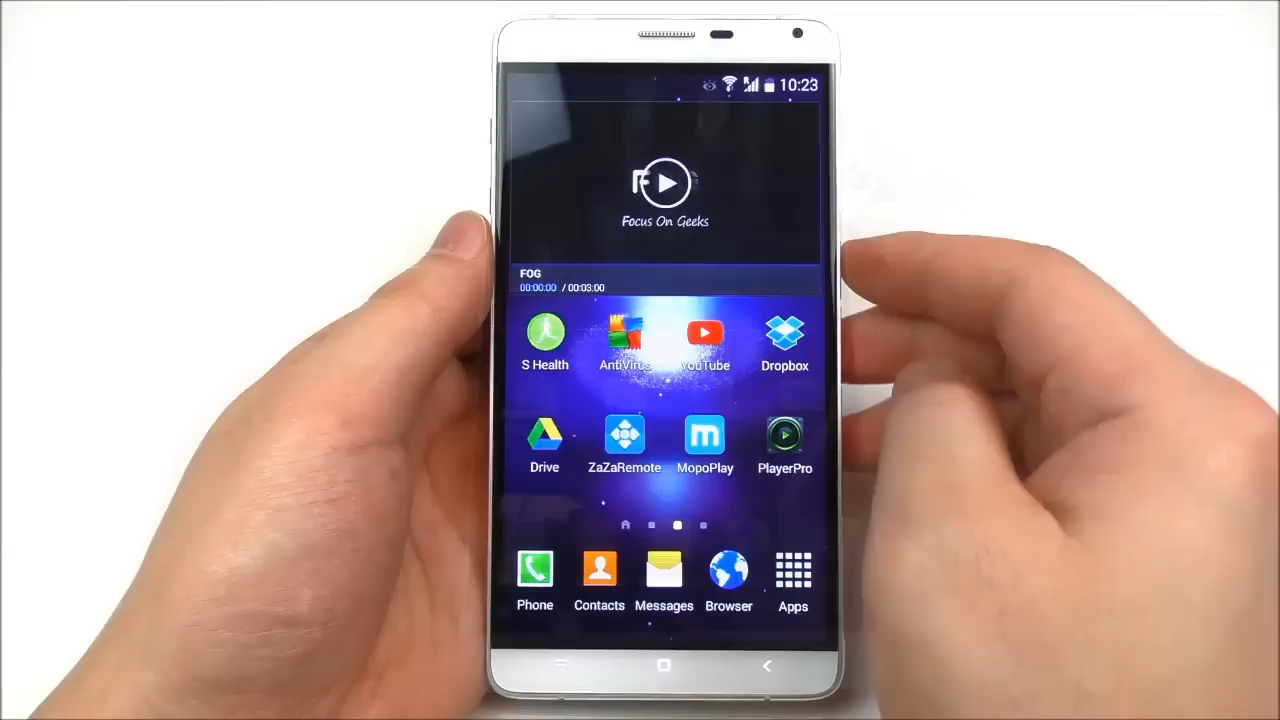 10:23
Focus On Geeks
FOG
00:00:00 / 00:03:00
S Health AntiVirus YouTube Dropbox
Drive ZaZaRemote MopoPlay PlayerPro
Phone Contacts Messages Browser Apps